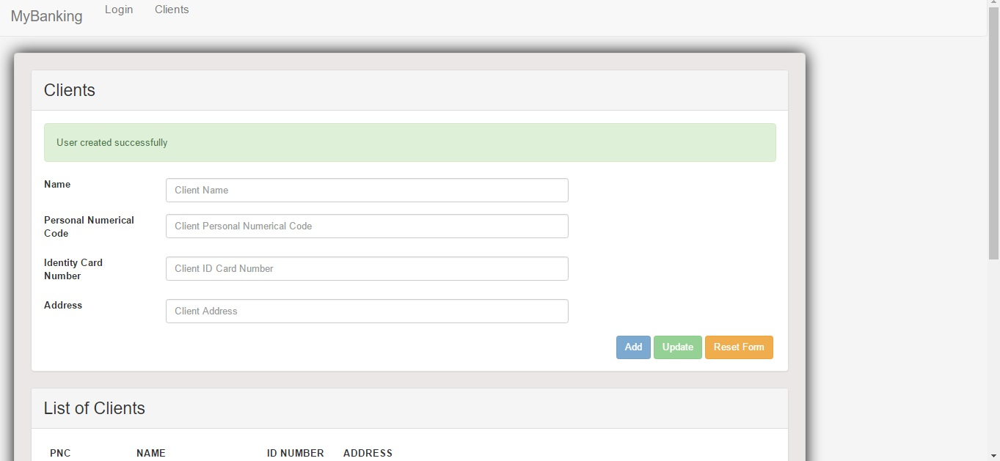 MyBanking
Login
Clients
Clients
User created successfully
Name
Client Name
Personal Numerical
Code
Client Personal Numerical Code
Identity Card
Number
Client ID Card Number
Address
Client Address
Add
Update
Reset Form
List of Clients
PNC
NAME
ID NUMBER
ADDRESS